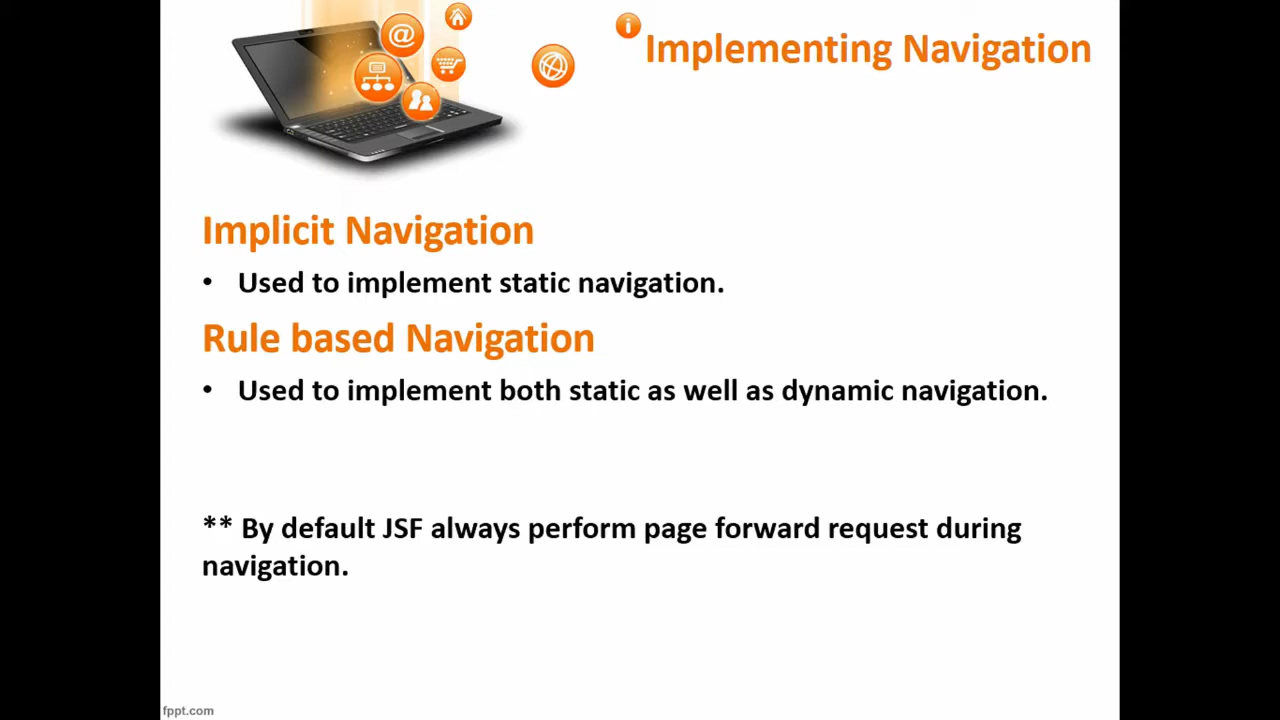 Implementing Navigation
Implicit Navigation
• Used to implement static navigation.
Rule based Navigation
• Used to implement both static as well as dynamic navigation.
** By default JSF always perform page forward request during
navigation.
fppt.com